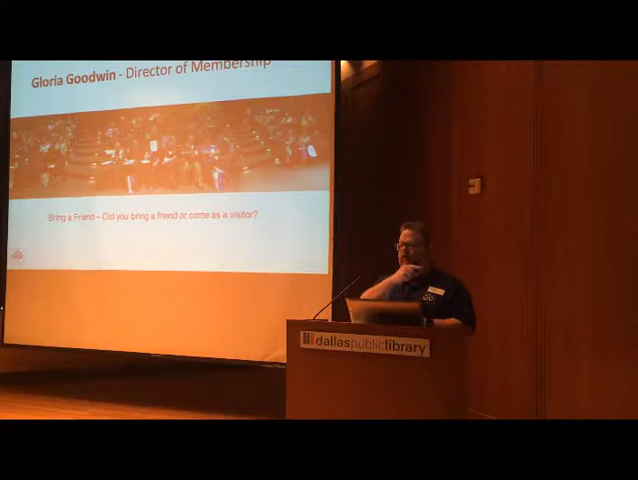 Gloria Goodwin - Director of Membership
Bring a Friend – Did you bring a friend or come as a visitor?
dallaspubliclibrary